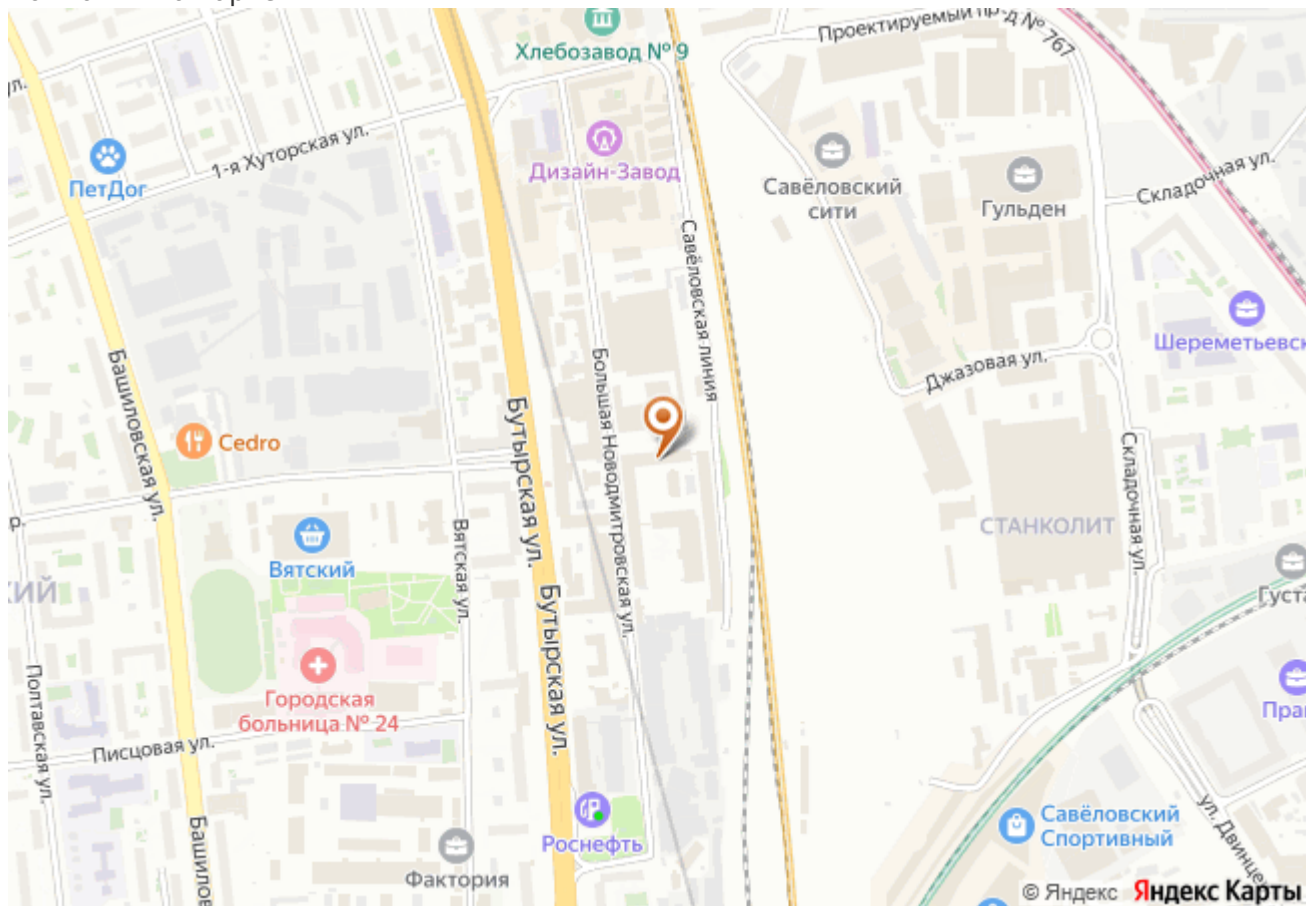 Хлебозавод № 9
Проектируемый пр-д № 767
ул.
1-я Хуторская ул.
ПетДог
Дизайн-Завод
Савёловский
сити
Гульден
Складочная ул.
Савёловская линия
Шереметьевск
Башиловская ул.
Большая Новодмитровская ул.
Джазовая ул.
Cedro
Бутырская ул.
Складочная ул.
СТАНКОЛИТ
р.
Вятский
Вятская ул.
КИЙ
Густа
Бутырская ул.
Городская
больница № 24
Полтавская ул.
Писцовая ул.
Пран
Башилов
Роснефть
Савёловский
Спортивный
ул. Двинце
Фактория
© Яндекс Яндекс Карты